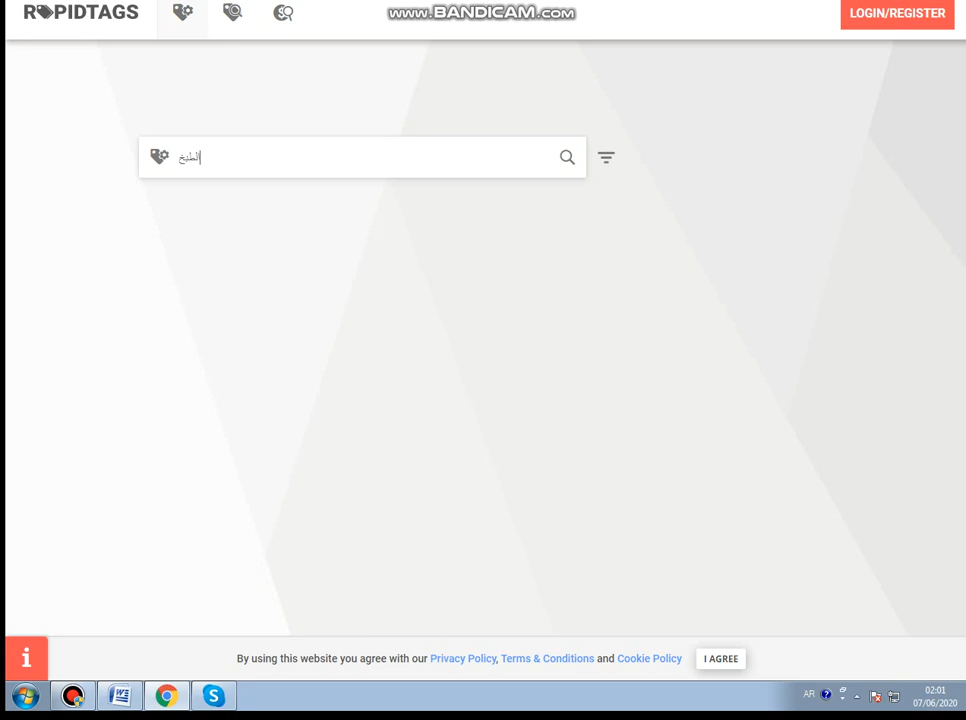 RAPIDTAGS
www.BANDICAM.com
LOGIN/REGISTER
الطبخ
By using this website you agree with our Privacy Policy, Terms & Conditions and Cookie Policy
I AGREE
i
AR
02:01
07/06/2020